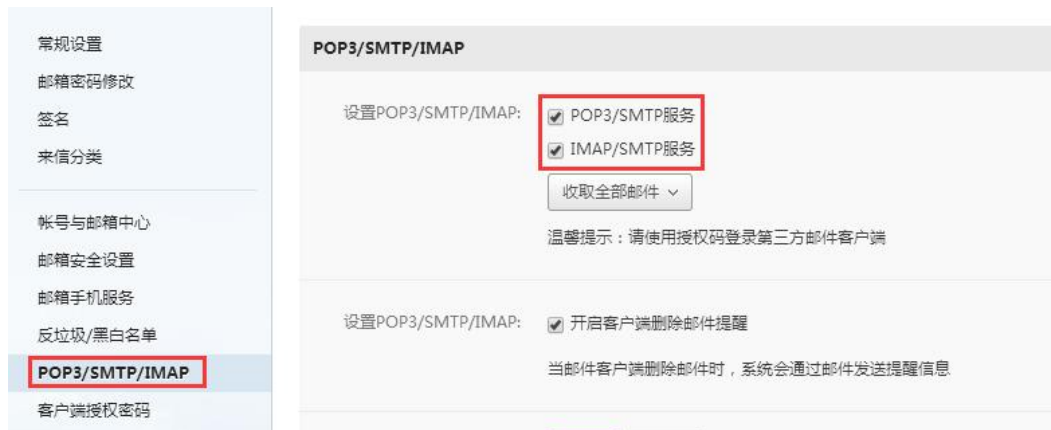 常规设置
邮箱密码修改
签名
来信分类
帐号与邮箱中心
邮箱安全设置
邮箱手机服务
反垃圾/黑白名单
POP3/SMTP/IMAP
客户端授权密码
POP3/SMTP/IMAP
设置POP3/SMTP/IMAP: POP3/SMTP服务
IMAP/SMTP服务
收取全部邮件
温馨提示：请使用授权码登录第三方邮件客户端
设置POP3/SMTP/IMAP: 开启客户端删除邮件提醒
当邮件客户端删除邮件时，系统会通过邮件发送提醒信息